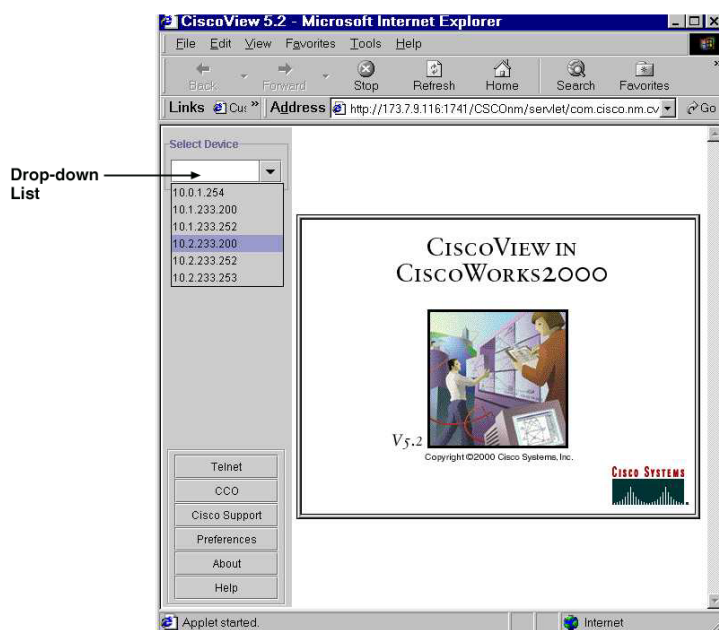 CiscoView 5.2 - Microsoft Internet Explorer
File Edit View Favorites Tools Help
Back Forward Stop Refresh Home Search Favorites »
Links Cus » Address http://173.7.9.116:1741/CSCOnm/servlet/com.cisco.nm.cv Go
Select Device
Drop-down
List
10.0.1.254
10.1.233.200
10.1.233.252
10.2.233.200
10.2.233.252
10.2.233.253
CISCOVIEW IN
CISCOWORKS2000
V5.2
Copyright ©2000 Cisco Systems, Inc.
CISCO SYSTEMS
Telnet
CCO
Cisco Support
Preferences
About
Help
Applet started.
Internet